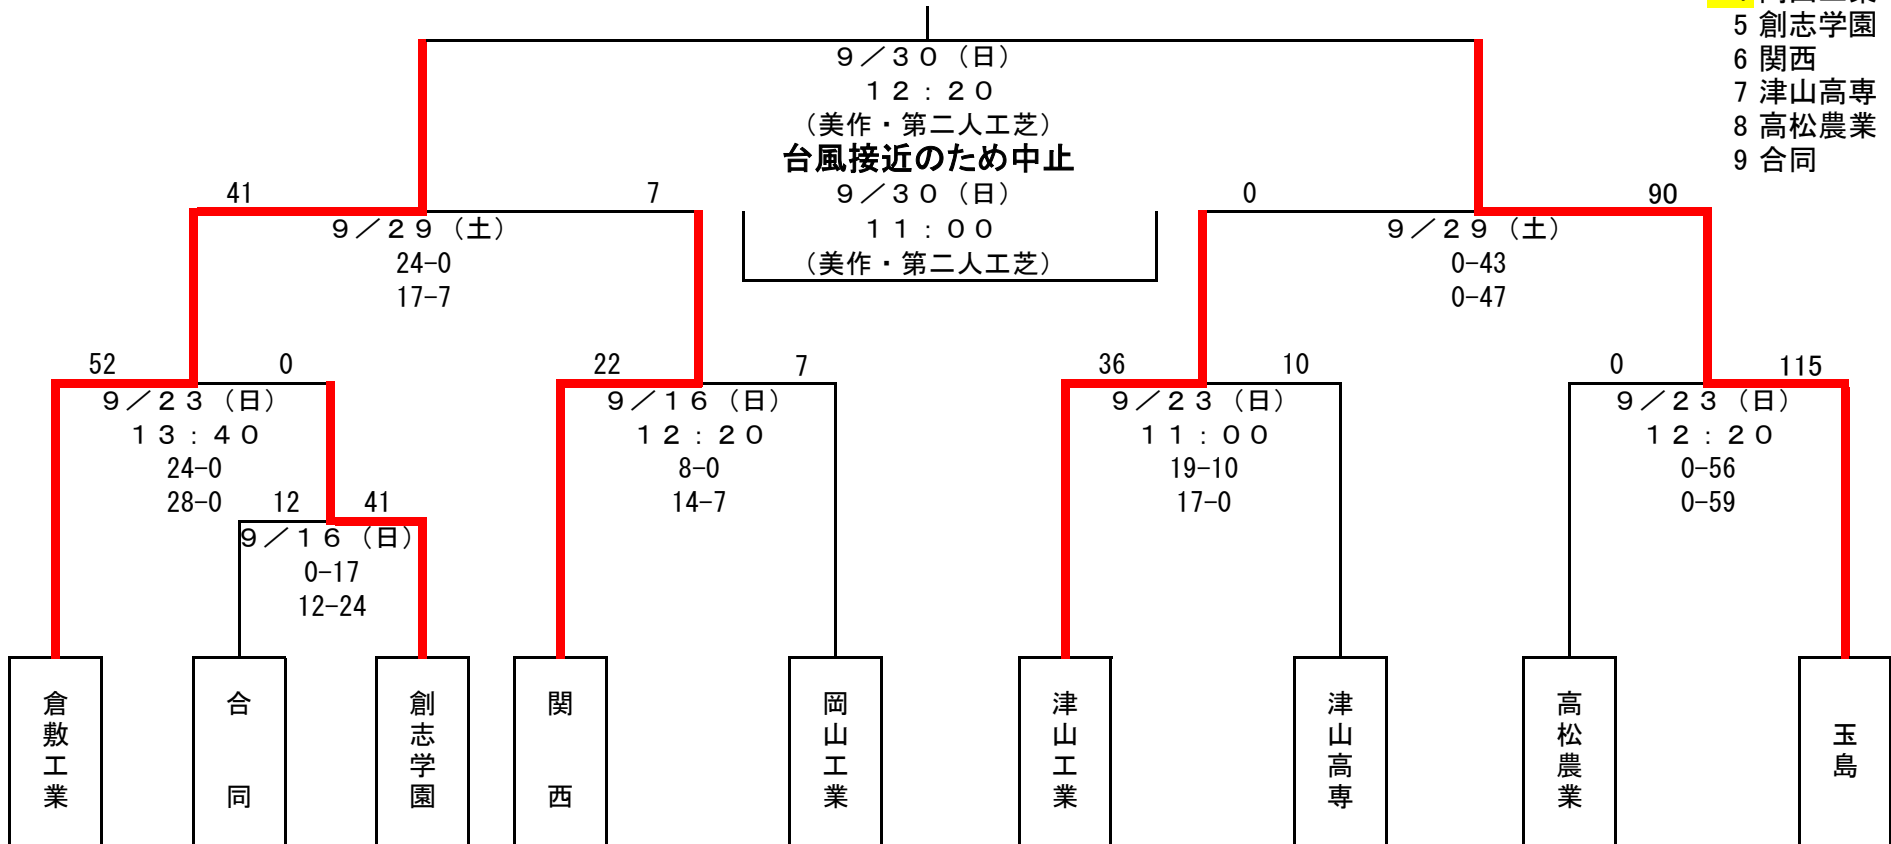 5 創志学園
6 関西
7 津山高専
8 高松農業
9 合同
9／30（日）
12：20
（美作・第二人工芝）
台風接近のため中止
9／30（日）
11：00
（美作・第二人工芝）
41
7
0
90
9／29（土）
24-0
17-7
9／29（土）
0-43
0-47
52
0
22
7
36
10
0
115
9／23（日）
13：40
24-0
28-0
9／16（日）
12：20
8-0
14-7
9／23（日）
11：00
19-10
17-0
9／23（日）
12：20
0-56
0-59
12
41
9／16（日）
0-17
12-24
倉敷工業
合同
創志学園
関西
岡山工業
津山工業
津山高専
高松農業
玉島